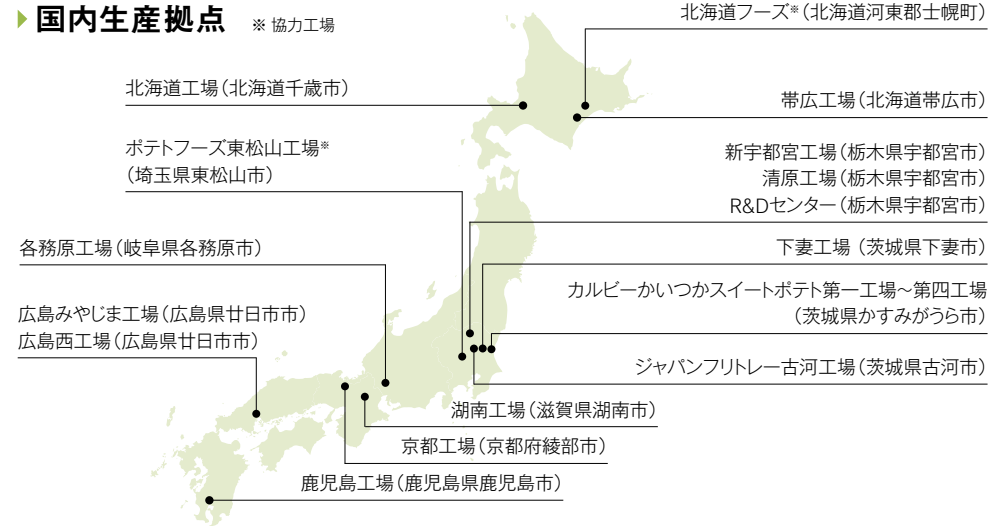 国内生産拠点 ※ 協力工場
北海道フーズ※(北海道河東郡士幌町)
北海道工場(北海道千歳市)
帯広工場(北海道帯広市)
ポテトフーズ東松山工場※
(埼玉県東松山市)
新宇都宮工場(栃木県宇都宮市)
清原工場(栃木県宇都宮市)
R&Dセンター(栃木県宇都宮市)
各務原工場(岐阜県各務原市)
下妻工場 (茨城県下妻市)
カルビーかいつかスイートポテト第一工場~第四工場
(茨城県かすみがうら市)
広島みやじま工場(広島県廿日市市)
広島西工場(広島県廿日市市)
ジャパンフリトレー古河工場(茨城県古河市)
湖南工場(滋賀県湖南市)
京都工場(京都府綾部市)
鹿児島工場(鹿児島県鹿児島市)